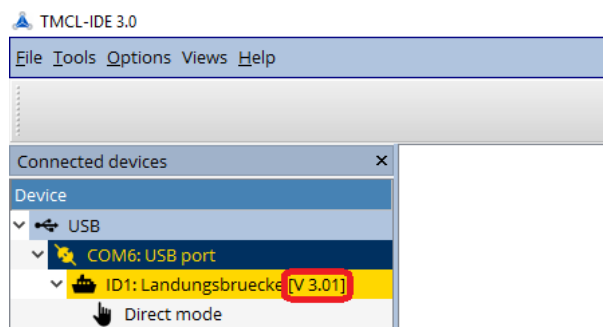 TMCL-IDE 3.0
File Tools Options Views Help
Connected devices
Device
USB
COM6: USB port
ID1: Landungsbruecke [V 3.01]
Direct mode